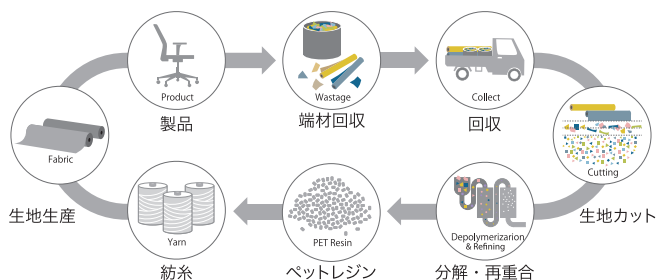 Product
製品
Wastage
端材回収
Collect
回収
Cutting
生地カット
Depolymerizarion
& Refining
分解・再重合
PET Resin
ペットレジン
Yarn
紡糸
Fabric
生地生産